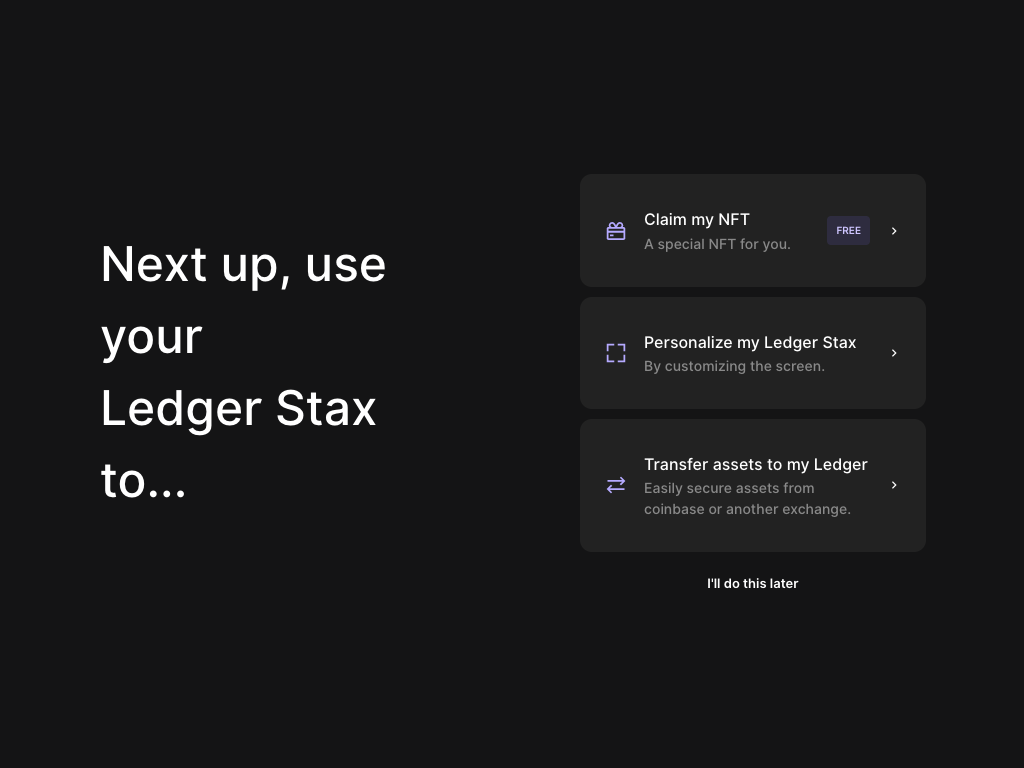 Next up, use
your
Ledger Stax
to...
Claim my NFT
A special NFT for you.
FREE
Personalize my Ledger Stax
By customizing the screen.
Transfer assets to my Ledger
Easily secure assets from
coinbase or another exchange.
I'll do this later